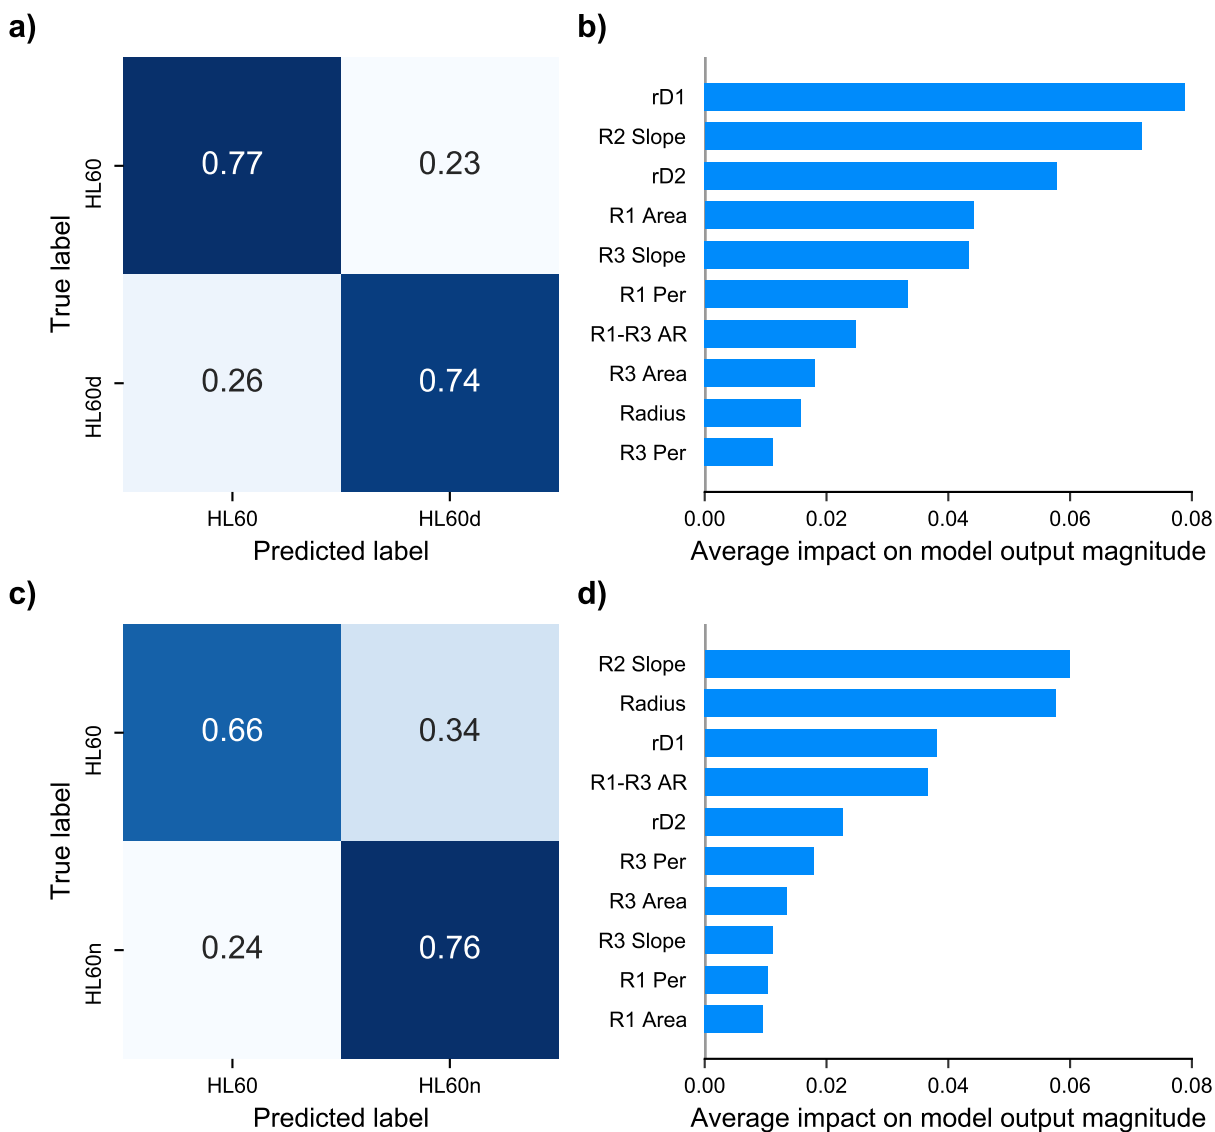 a)
True label
HL60
HL60d
0.77
0.23
0.26
0.74
HL60
HL60d
Predicted label
b)
rD1
R2 Slope
rD2
R1 Area
R3 Slope
R1 Per
R1-R3 AR
R3 Area
Radius
R3 Per
0.00
0.02
0.04
0.06
0.08
Average impact on model output magnitude
c)
True label
HL60
HL60n
0.66
0.34
0.24
0.76
HL60
HL60n
Predicted label
d)
R2 Slope
Radius
rD1
R1-R3 AR
rD2
R3 Per
R3 Area
R3 Slope
R1 Per
R1 Area
0.00
0.02
0.04
0.06
0.08
Average impact on model output magnitude